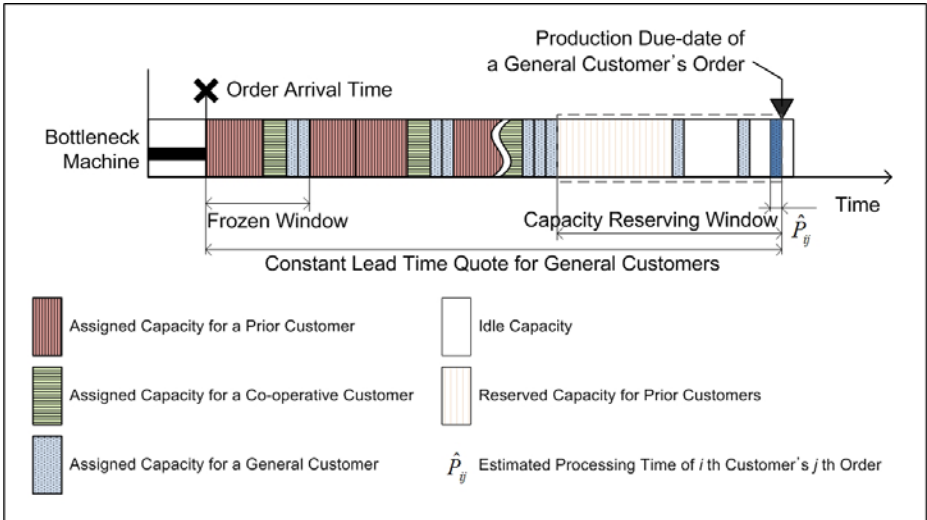 Production Due-date of
a General Customer's Order
Order Arrival Time
Bottleneck
Machine
Time
Frozen Window
Capacity Reserving Window
P̂ij
Constant Lead Time Quote for General Customers
Assigned Capacity for a Prior Customer
Idle Capacity
Assigned Capacity for a Co-operative Customer
Reserved Capacity for Prior Customers
Assigned Capacity for a General Customer
P̂ij Estimated Processing Time of i th Customer's j th Order